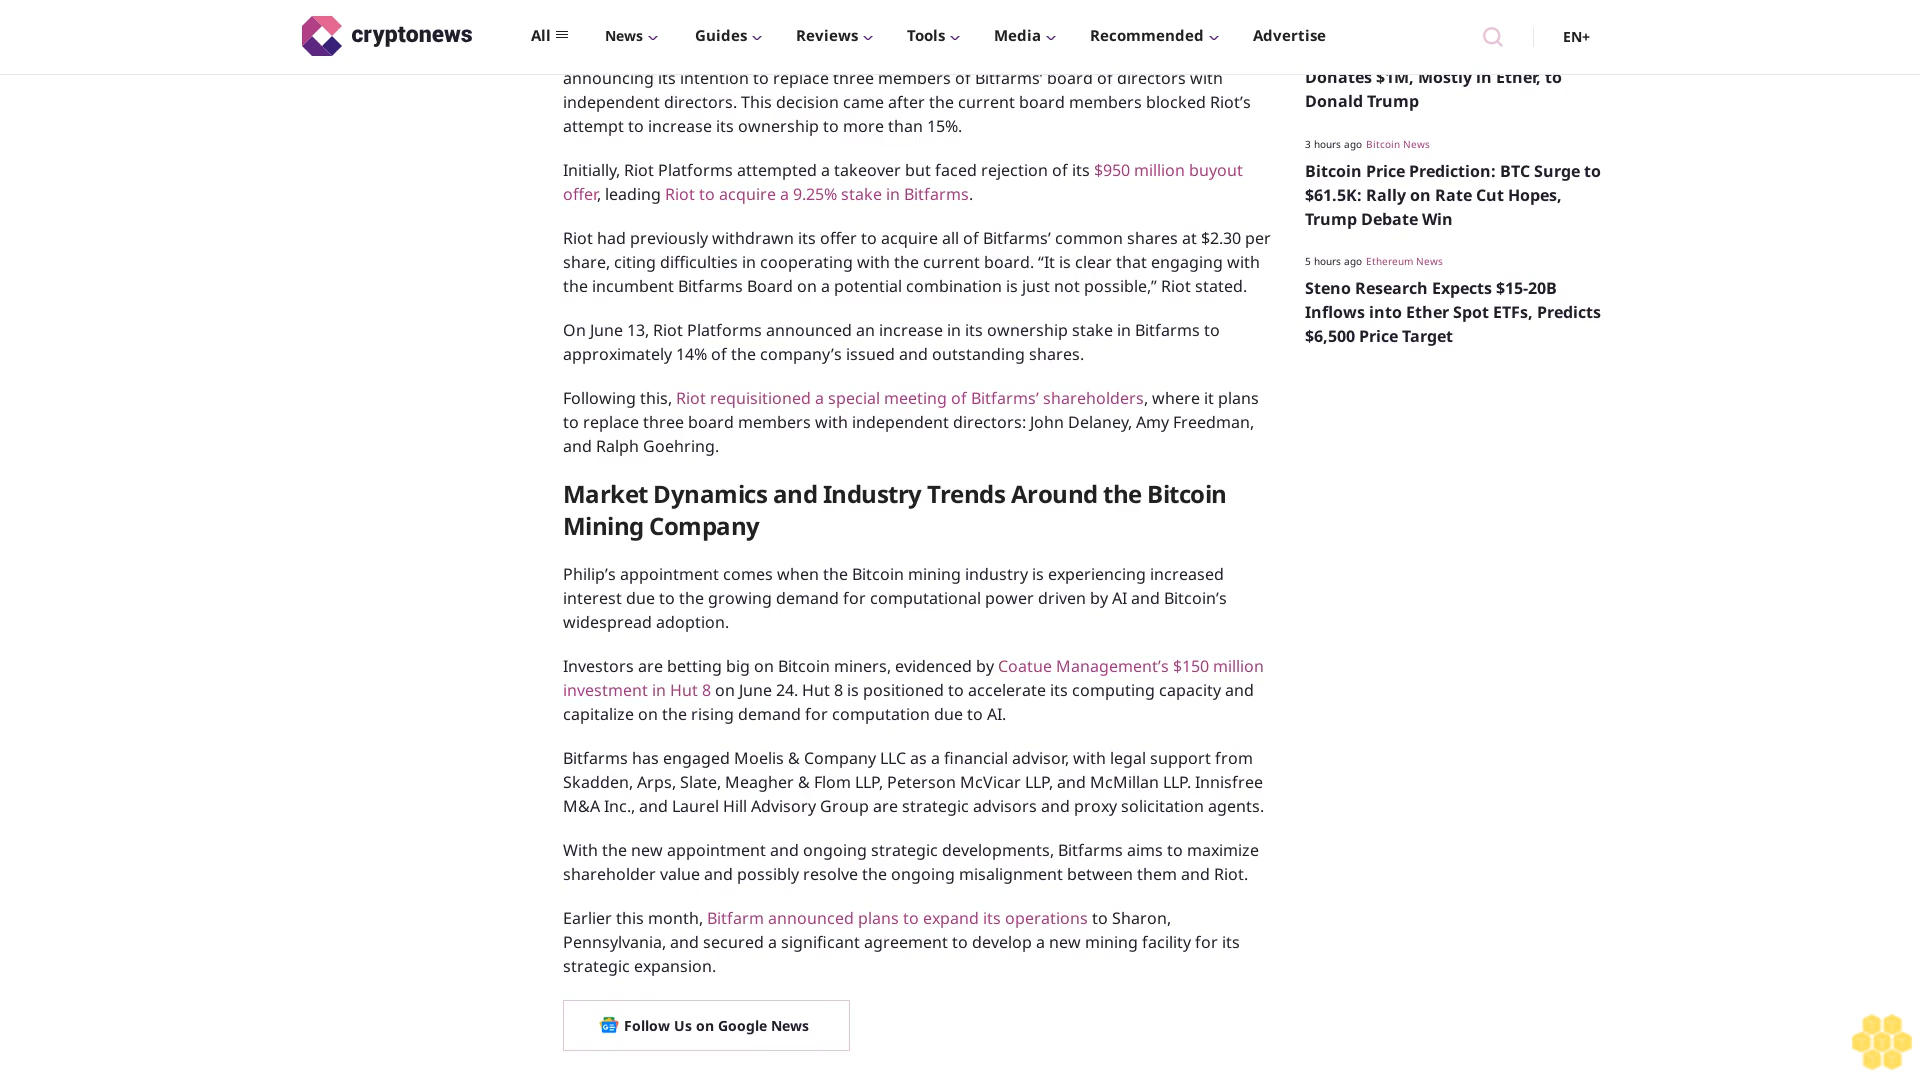 cryptonews
All
News
Guides
Reviews
Tools
Media
Recommended
Advertise
EN+
announcing its intention to replace three members of Bitfarms’ board of directors with
independent directors. This decision came after the current board members blocked Riot’s
attempt to increase its ownership to more than 15%.
Initially, Riot Platforms attempted a takeover but faced rejection of its $950 million buyout
offer, leading Riot to acquire a 9.25% stake in Bitfarms.
Riot had previously withdrawn its offer to acquire all of Bitfarms’ common shares at $2.30 per
share, citing difficulties in cooperating with the current board. “It is clear that engaging with
the incumbent Bitfarms Board on a potential combination is just not possible,” Riot stated.
On June 13, Riot Platforms announced an increase in its ownership stake in Bitfarms to
approximately 14% of the company’s issued and outstanding shares.
Following this, Riot requisitioned a special meeting of Bitfarms’ shareholders, where it plans
to replace three board members with independent directors: John Delaney, Amy Freedman,
and Ralph Goehring.
Market Dynamics and Industry Trends Around the Bitcoin
Mining Company
Philip’s appointment comes when the Bitcoin mining industry is experiencing increased
interest due to the growing demand for computational power driven by AI and Bitcoin’s
widespread adoption.
Investors are betting big on Bitcoin miners, evidenced by Coatue Management’s $150 million
investment in Hut 8 on June 24. Hut 8 is positioned to accelerate its computing capacity and
capitalize on the rising demand for computation due to AI.
Bitfarms has engaged Moelis & Company LLC as a financial advisor, with legal support from
Skadden, Arps, Slate, Meagher & Flom LLP, Peterson McVicar LLP, and McMillan LLP. Innisfree
M&A Inc., and Laurel Hill Advisory Group are strategic advisors and proxy solicitation agents.
With the new appointment and ongoing strategic developments, Bitfarms aims to maximize
shareholder value and possibly resolve the ongoing misalignment between them and Riot.
Earlier this month, Bitfarm announced plans to expand its operations to Sharon,
Pennsylvania, and secured a significant agreement to develop a new mining facility for its
strategic expansion.
Follow Us on Google News
Donates $1M, Mostly in Ether, to
Donald Trump
3 hours ago Bitcoin News
Bitcoin Price Prediction: BTC Surge to
$61.5K: Rally on Rate Cut Hopes,
Trump Debate Win
5 hours ago Ethereum News
Steno Research Expects $15-20B
Inflows into Ether Spot ETFs, Predicts
$6,500 Price Target